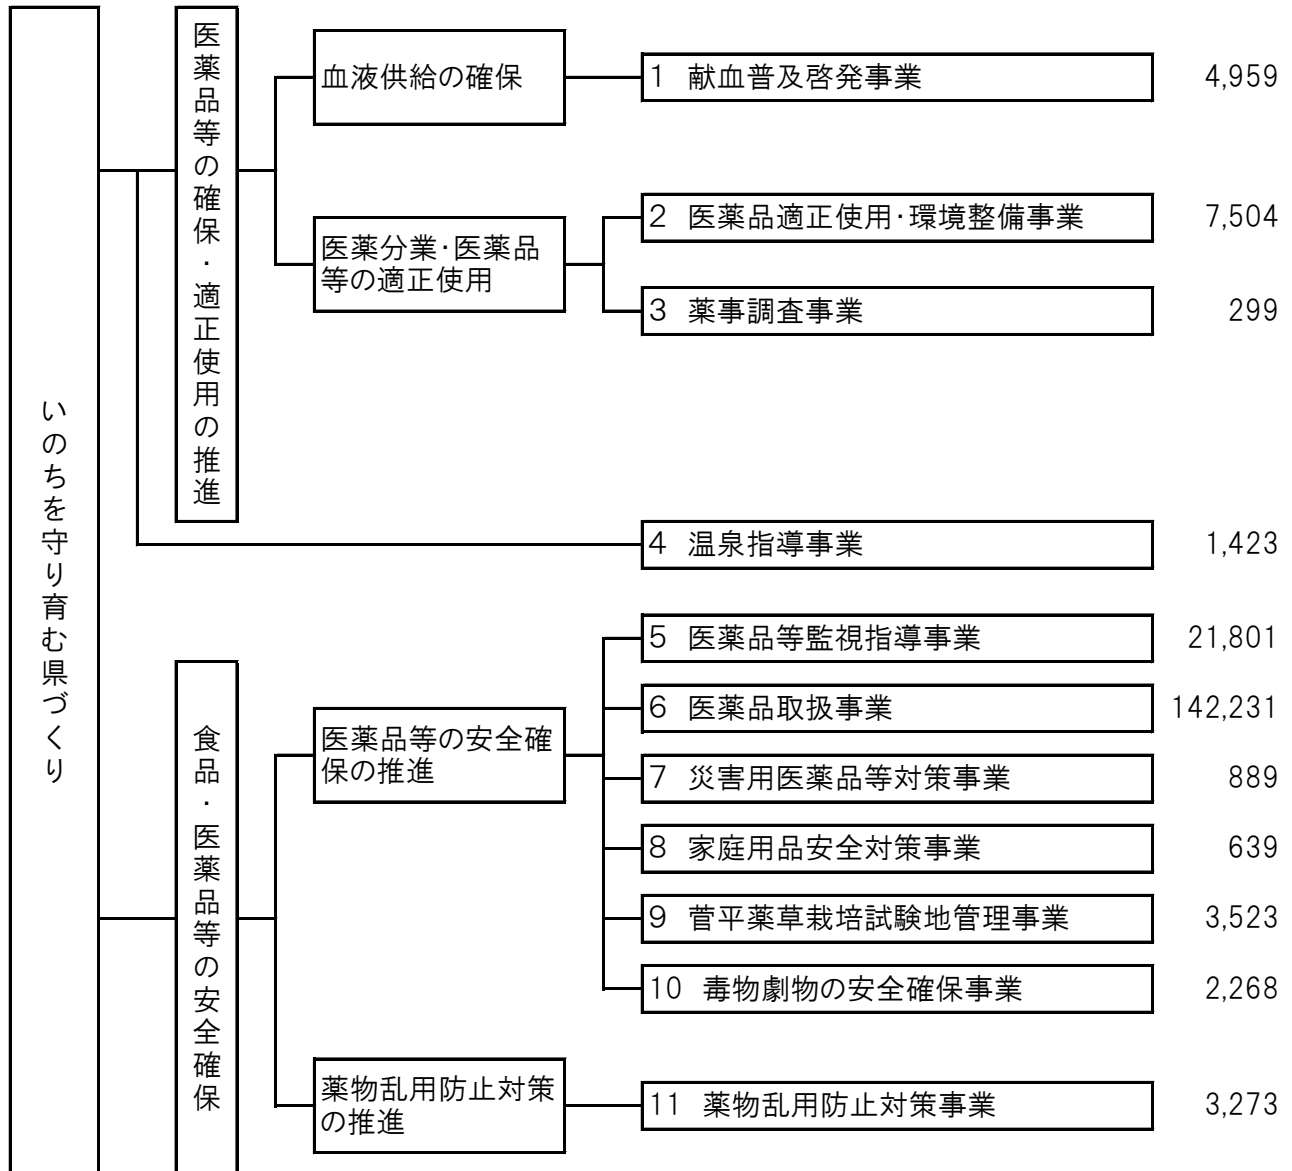 いのちを守り育む県づくり
医薬品等の確保・適正使用の推進
血液供給の確保
1 献血普及啓発事業 4,959
医薬分業・医薬品
等の適正使用
2 医薬品適正使用・環境整備事業 7,504
3 薬事調査事業 299
4 温泉指導事業 1,423
食品・医薬品等の安全確保
医薬品等の安全確
保の推進
5 医薬品等監視指導事業 21,801
6 医薬品取扱事業 142,231
7 災害用医薬品等対策事業 889
8 家庭用品安全対策事業 639
9 菅平薬草栽培試験地管理事業 3,523
10 毒物劇物の安全確保事業 2,268
薬物乱用防止対策
の推進
11 薬物乱用防止対策事業 3,273